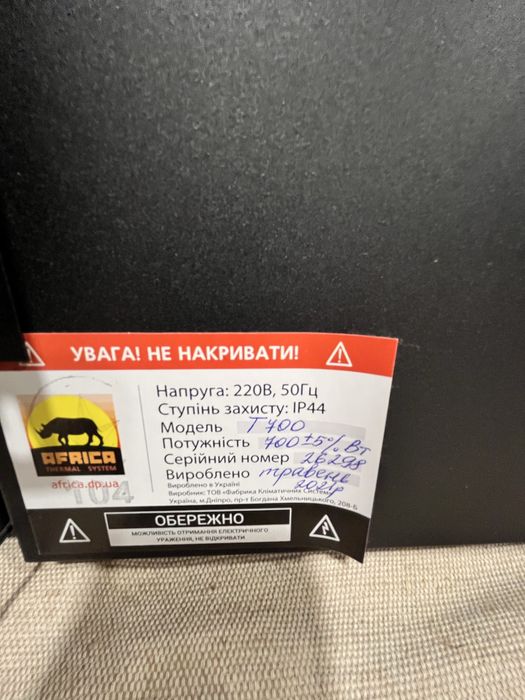 УВАГА! НЕ НАКРИВАТИ!
Напруга: 220В, 50Гц
Ступінь захисту: IP44
Модель Т700
Потужність 700±5% Вт
Серійний номер 26298
Вироблено травень 2021р
Вироблено в Україні
Виробник: ТОВ «Фабрика Кліматичних Систем»
Україна, м.Дніпро, пр-т Богдана Хмельницького, 208-Б
AFRICA
THERMAL SYSTEM
africa.dp.ua
104
ОБЕРЕЖНО
МОЖЛИВІСТЬ ОТРИМАННЯ ЕЛЕКТРИЧНОГО
УРАЖЕННЯ, НЕ ВІДКРИВАТИ